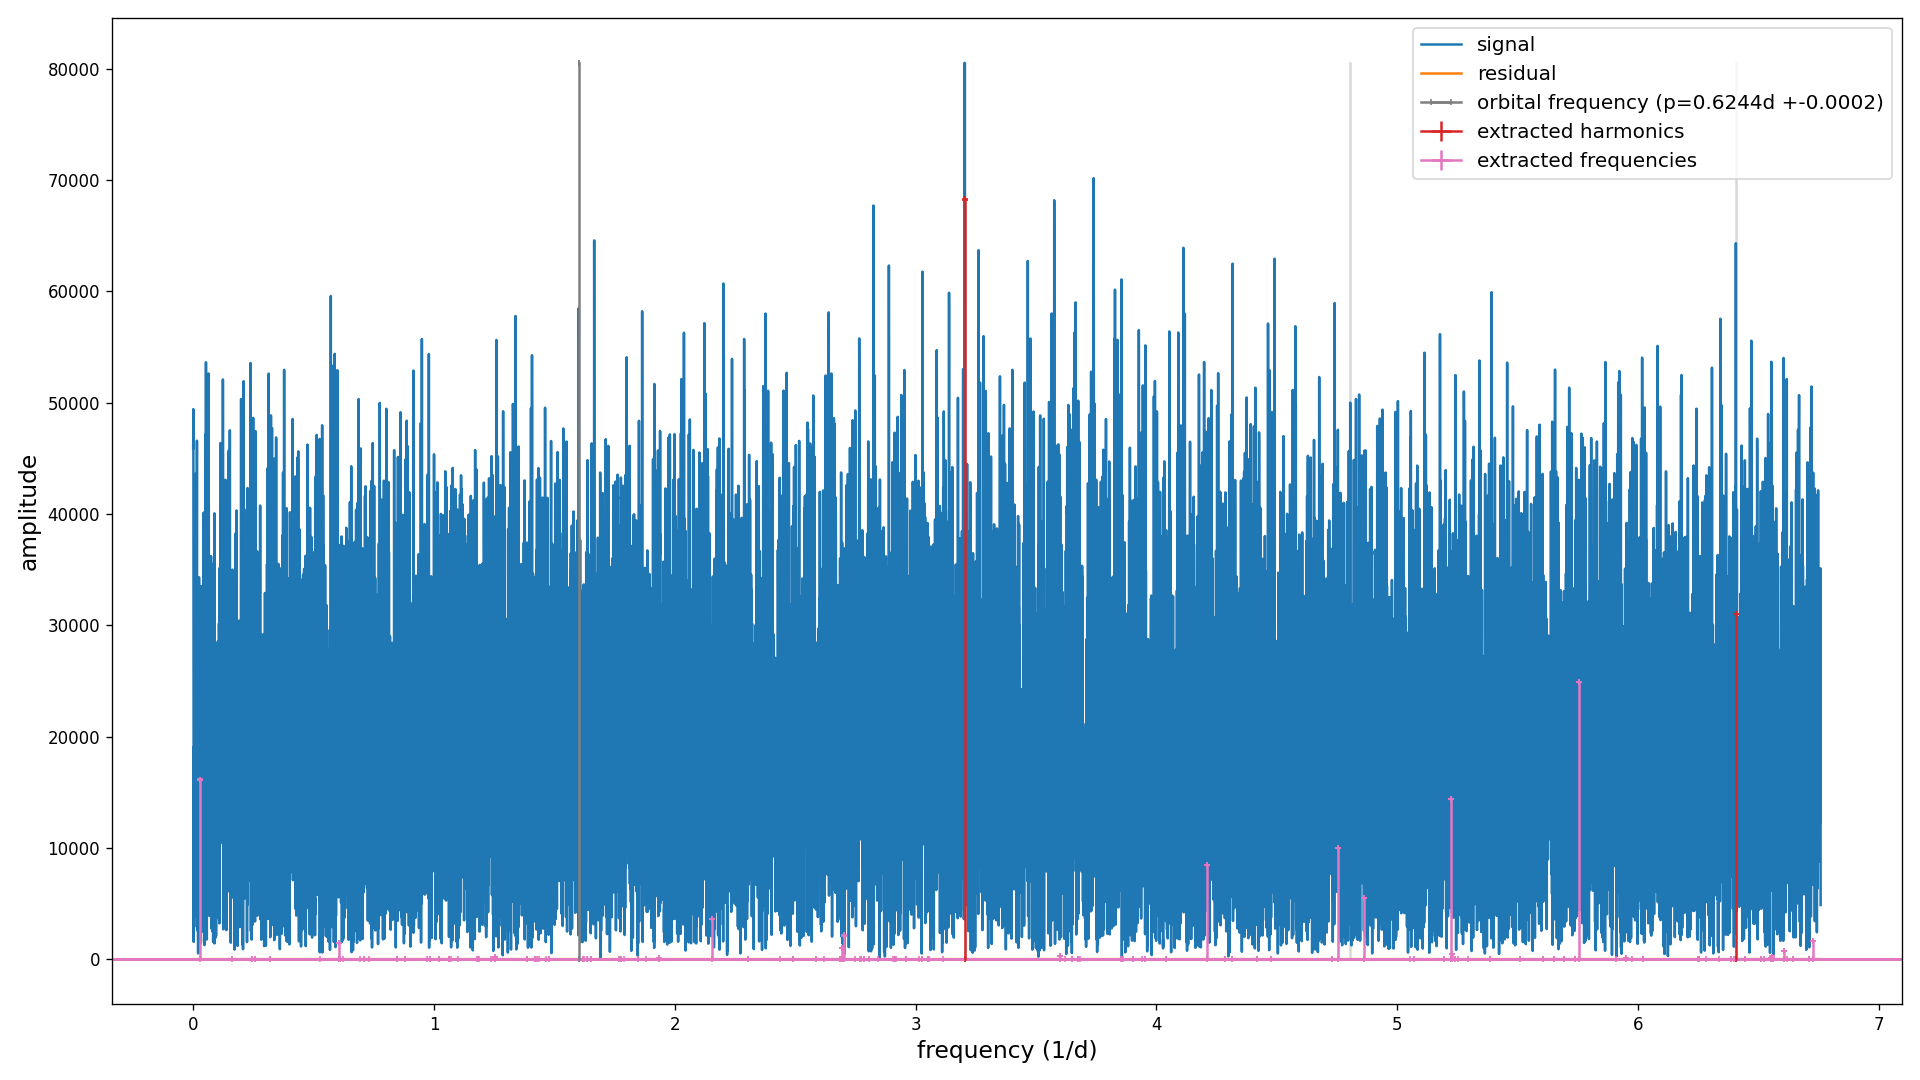 signal
residual
orbital frequency (p=0.6244d +-0.0002)
extracted harmonics
extracted frequencies
amplitude
80000
70000
60000
50000
40000
30000
20000
10000
0
0 1 2 3 4 5 6 7
frequency (1/d)